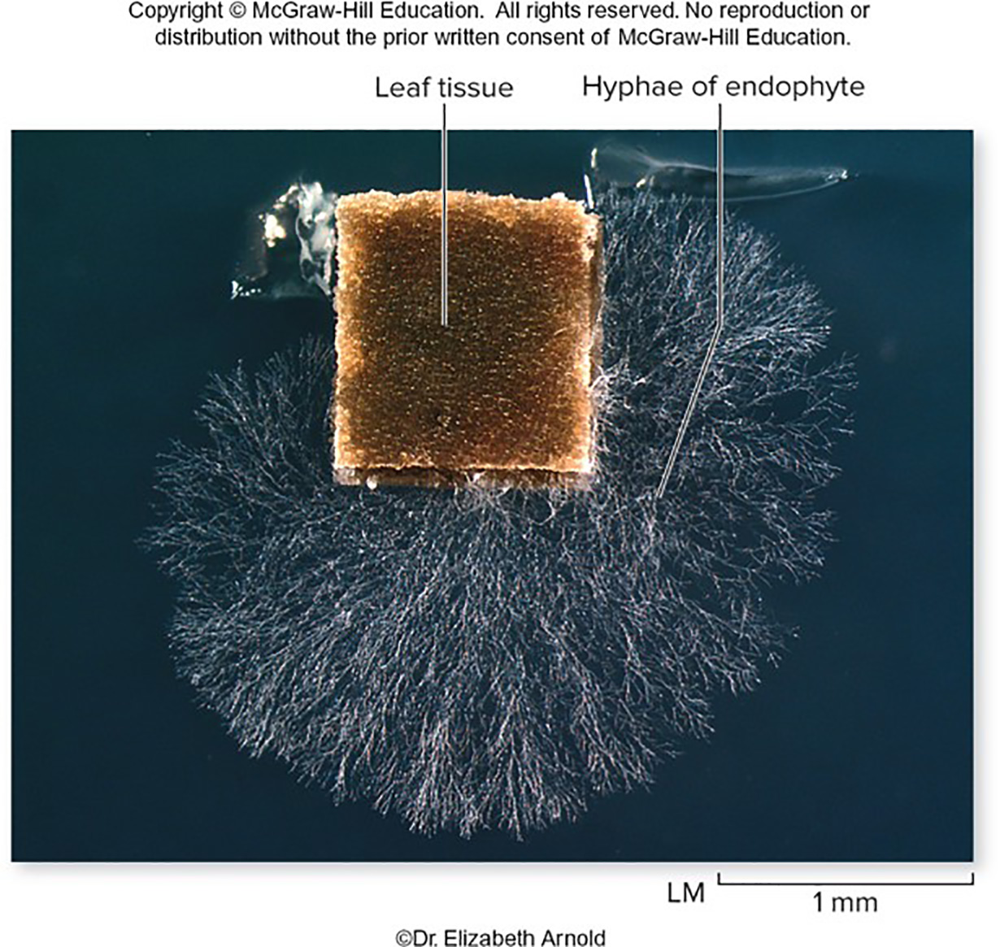 Copyright © McGraw-Hill Education. All rights reserved. No reproduction or
distribution without the prior written consent of McGraw-Hill Education.
Leaf tissue
Hyphae of endophyte
LM
1 mm
©Dr. Elizabeth Arnold